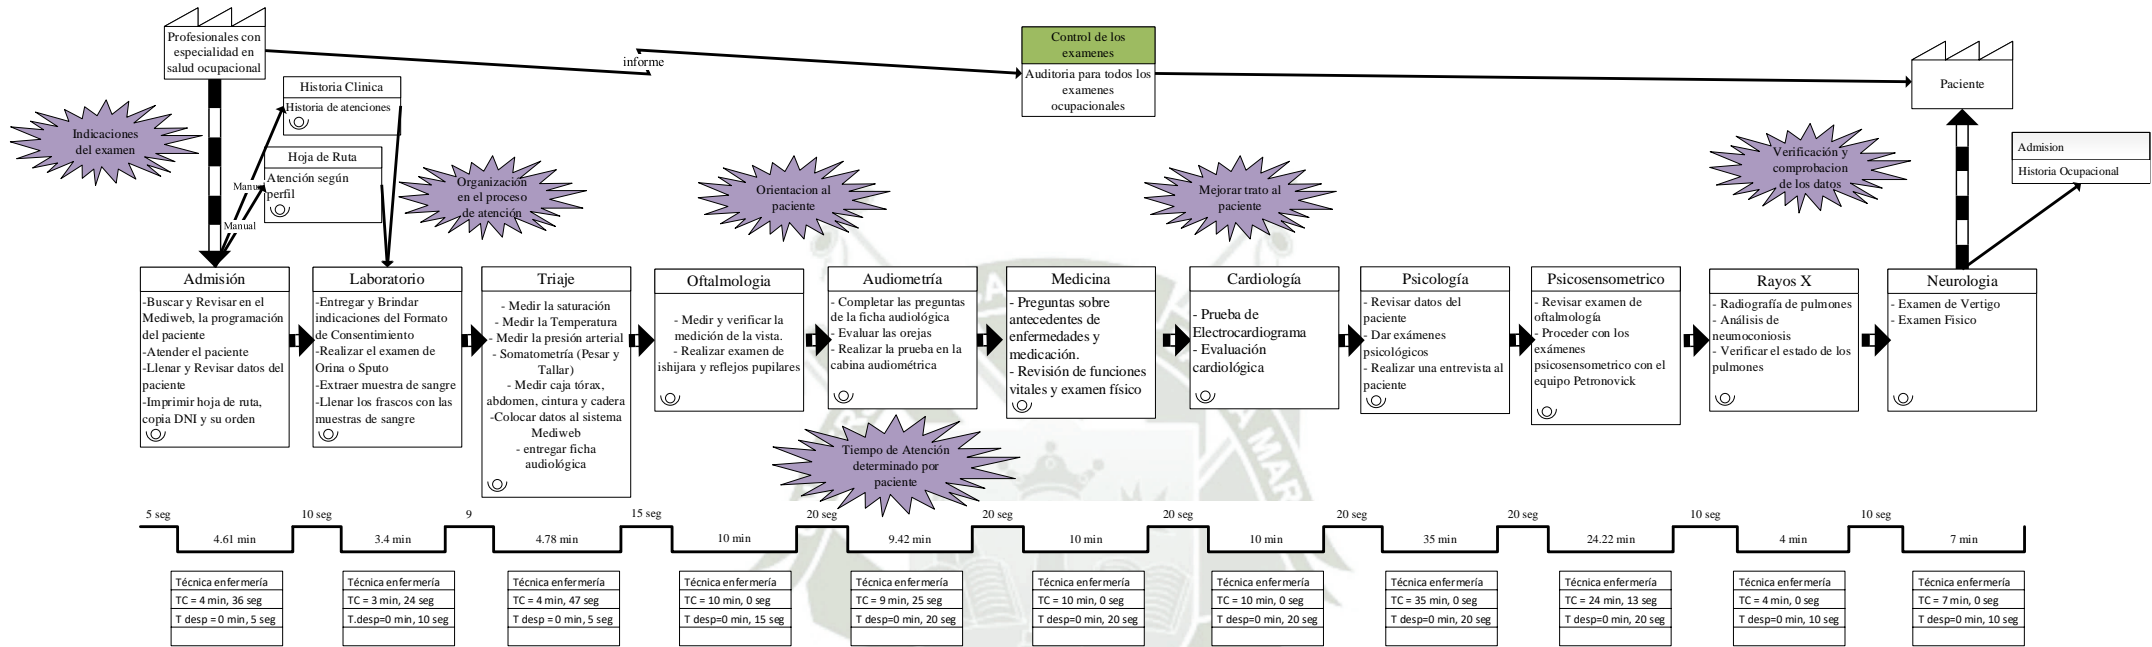 Profesionales con
especialidad en
salud ocupacional
informe
Control de los
examenes
Auditoria para todos los
examenes
ocupacionales
Paciente
Historia Clinica
Historia de atenciones
Hoja de Ruta
Atención según
perfil
Manual
Manual
Indicaciones
del examen
Organización
en el proceso
de atención
Orientacion al
paciente
Mejorar trato al
paciente
Verificación y
comprobacion
de los datos
Admision
Historia Ocupacional
Admisión
-Buscar y Revisar en el
Mediweb, la programación
del paciente
-Atender el paciente
-Llenar y Revisar datos del
paciente
-Imprimir hoja de ruta,
copia DNI y su orden
Laboratorio
-Entregar y Brindar
indicaciones del Formato
de Consentimiento
-Realizar el examen de
Orina o Sputo
-Extraer muestra de sangre
-Llenar los frascos con las
muestras de sangre
Triaje
- Medir la saturación
- Medir la Temperatura
- Medir la presión arterial
- Somatometría (Pesar y
Tallar)
- Medir caja tórax,
abdomen, cintura y cadera
-Colocar datos al sistema
Mediweb
- entregar ficha
audiológica
Oftalmologia
- Medir y verificar la
medición de la vista.
- Realizar examen de
ishijara y reflejos pupilares
Audiometría
- Completar las preguntas
de la ficha audiológica
- Evaluar las orejas
- Realizar la prueba en la
cabina audiométrica
Medicina
- Preguntas sobre
antecedentes de
enfermedades y
medicación.
- Revisión de funciones
vitales y examen físico
Cardiología
- Prueba de
Electrocardiograma
- Evaluación
cardiológica
Psicología
- Revisar datos del
paciente
- Dar exámenes
psicológicos
- Realizar una entrevista al
paciente
Psicosensometrico
- Revisar examen de
oftalmología
- Proceder con los
exámenes
psicosensometrico con el
equipo Petronovick
Rayos X
- Radiografía de pulmones
- Análisis de
neumoconiosis
- Verificar el estado de los
pulmones
Neurologia
- Examen de Vertigo
- Examen Fisico
Tiempo de Atención
determinado por
paciente
5 seg
10 seg
9
15 seg
20 seg
20 seg
20 seg
20 seg
20 seg
10 seg
10 seg
4.61 min
3.4 min
4.78 min
10 min
9.42 min
10 min
10 min
35 min
24.22 min
4 min
7 min
Técnica enfermería
TC = 4 min, 36 seg
T desp = 0 min, 5 seg
Técnica enfermería
TC = 3 min, 24 seg
T.desp=0 min, 10 seg
Técnica enfermería
TC = 4 min, 47 seg
T desp = 0 min, 5 seg
Técnica enfermería
TC = 10 min, 0 seg
T desp=0 min, 15 seg
Técnica enfermería
TC = 9 min, 25 seg
T desp=0 min, 20 seg
Técnica enfermería
TC = 10 min, 0 seg
T desp=0 min, 20 seg
Técnica enfermería
TC = 10 min, 0 seg
T desp=0 min, 20 seg
Técnica enfermería
TC = 35 min, 0 seg
T desp=0 min, 20 seg
Técnica enfermería
TC = 24 min, 13 seg
T desp=0 min, 20 seg
Técnica enfermería
TC = 4 min, 0 seg
T desp=0 min, 10 seg
Técnica enfermería
TC = 7 min, 0 seg
T desp=0 min, 10 seg